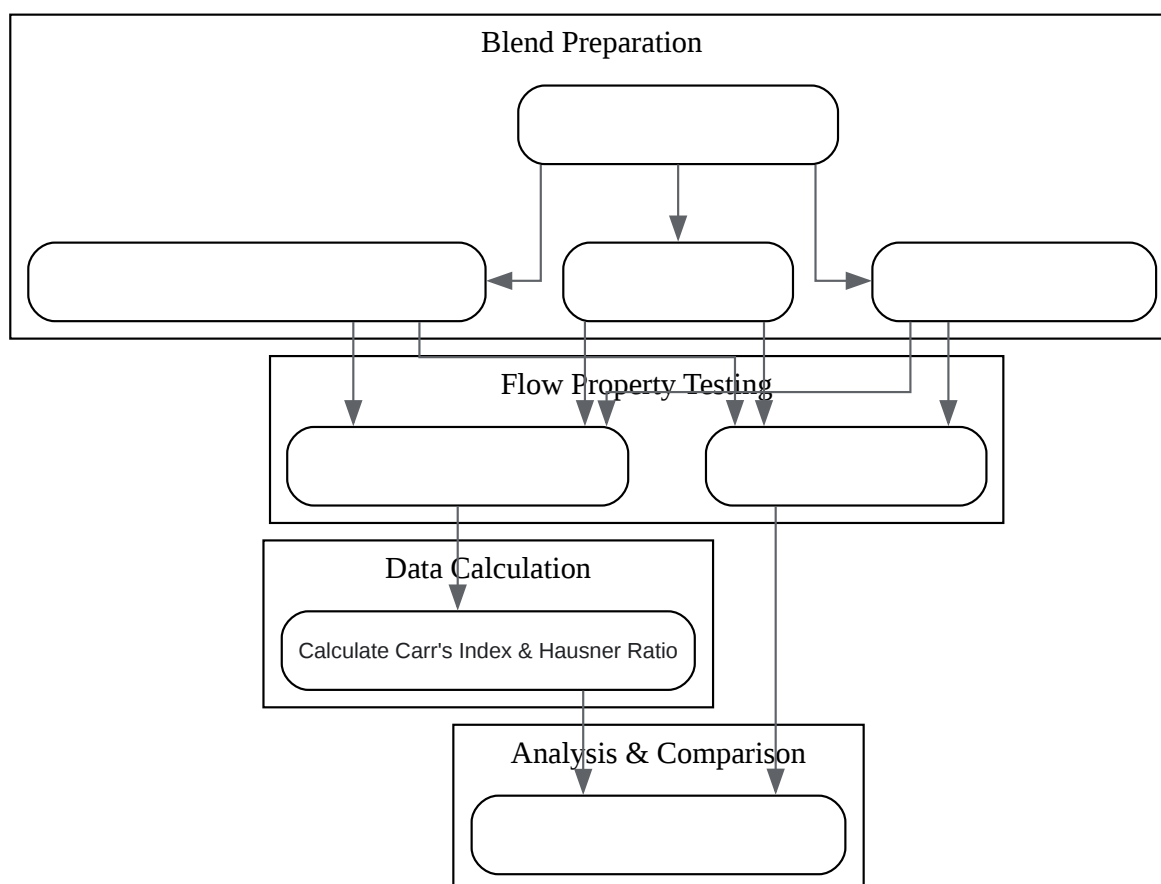 Blend Preparation
Flow Property Testing
Data Calculation
Calculate Carr's Index & Hausner Ratio
Analysis & Comparison